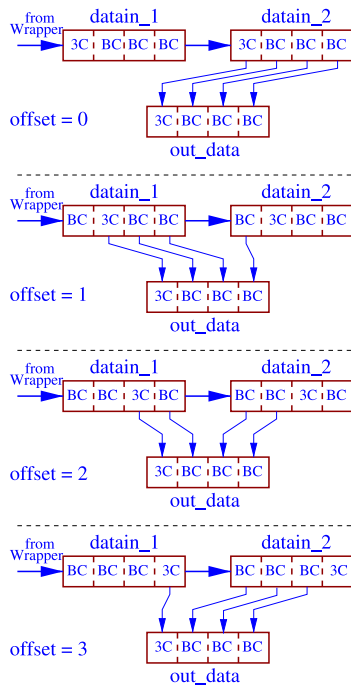 from datain_1 datain_2
Wrapper
3C BC BC BC 3C BC BC BC
offset = 0 3C BC BC BC
out_data
from datain_1 datain_2
Wrapper
BC 3C BC BC BC 3C BC BC
offset = 1 3C BC BC BC
out_data
from datain_1 datain_2
Wrapper
BC BC 3C BC BC BC 3C BC
offset = 2 3C BC BC BC
out_data
from datain_1 datain_2
Wrapper
BC BC BC 3C BC BC BC 3C
offset = 3 3C BC BC BC
out_data